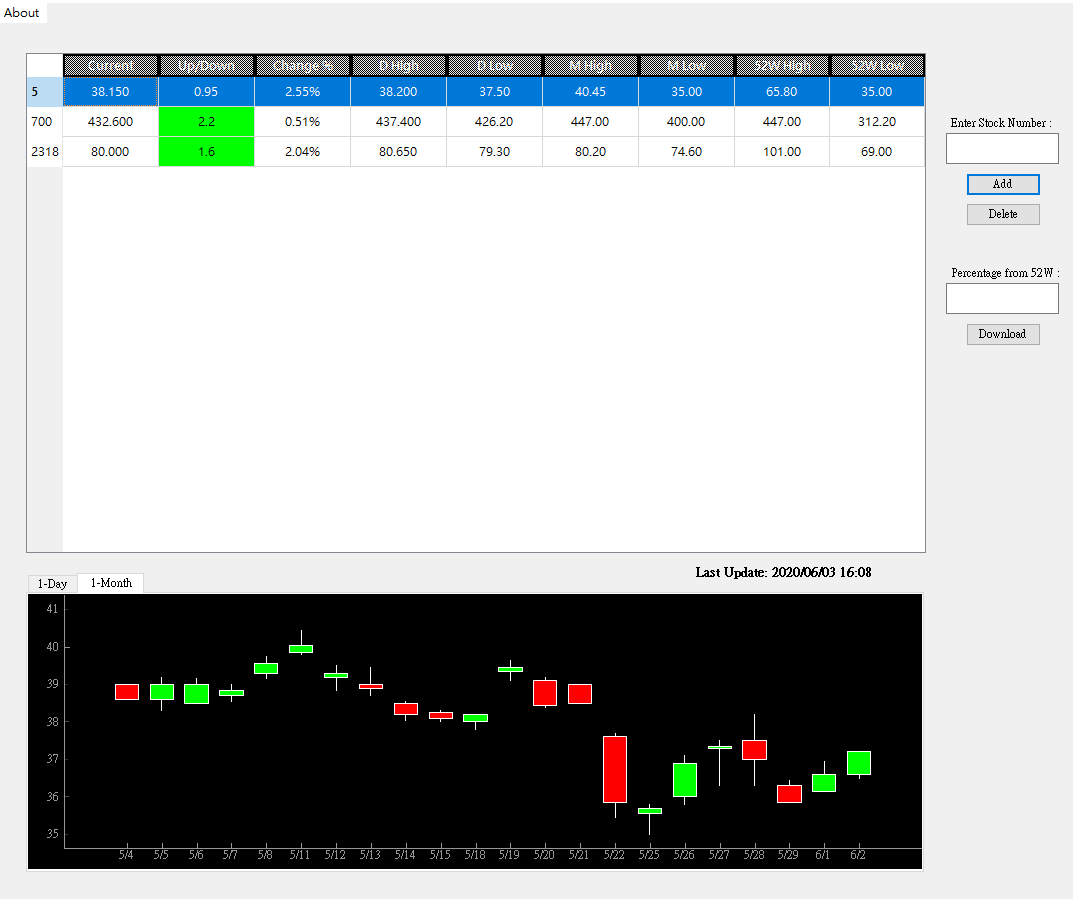 About
Current Up/Down Change % D High D Low M High M Low 52W High 52W Low
5 38.150 0.95 2.55% 38.200 37.50 40.45 35.00 65.80 35.00
700 432.600 2.2 0.51% 437.400 426.20 447.00 400.00 447.00 312.20
2318 80.000 1.6 2.04% 80.650 79.30 80.20 74.60 101.00 69.00
Enter Stock Number :
Add
Delete
Percentage from 52W :
Download
Last Update: 2020/06/03 16:08
1-Day 1-Month
41
40
39
38
37
36
35
5/4 5/5 5/6 5/7 5/8 5/11 5/12 5/13 5/14 5/15 5/18 5/19 5/20 5/21 5/22 5/25 5/26 5/27 5/28 5/29 6/1 6/2